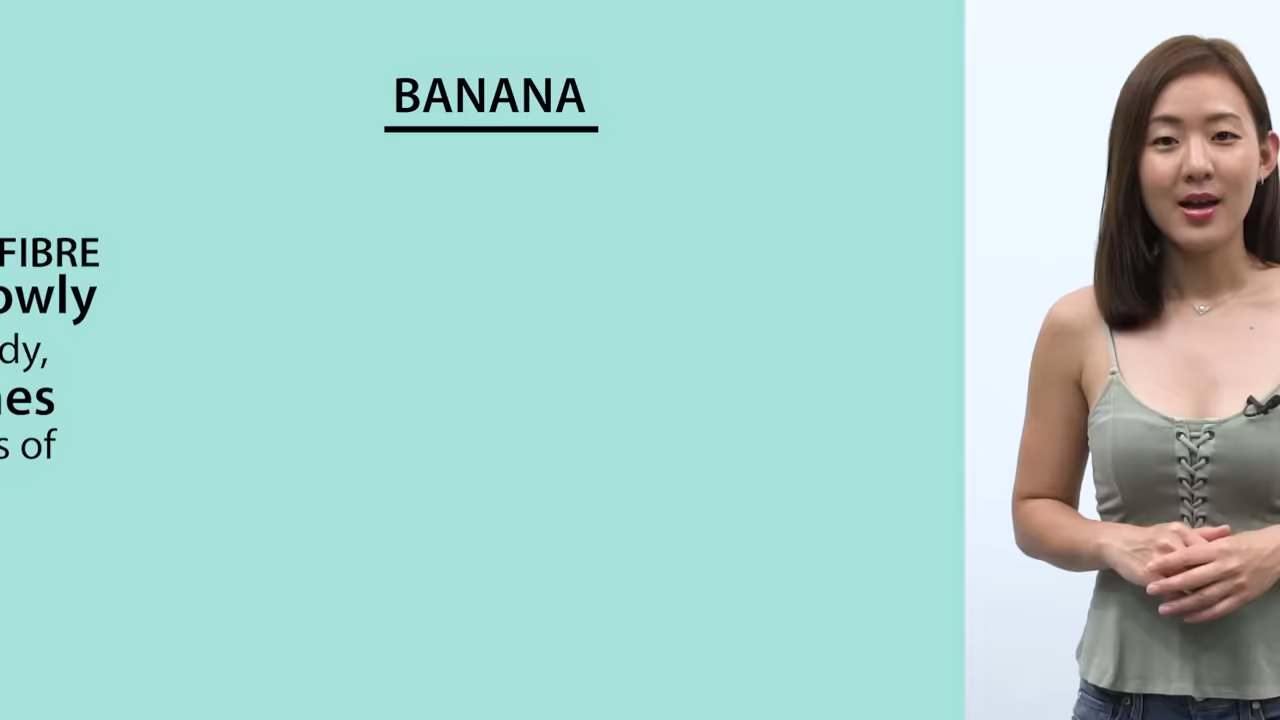 BANANA
FIBRE
owly
dy,
es
s of